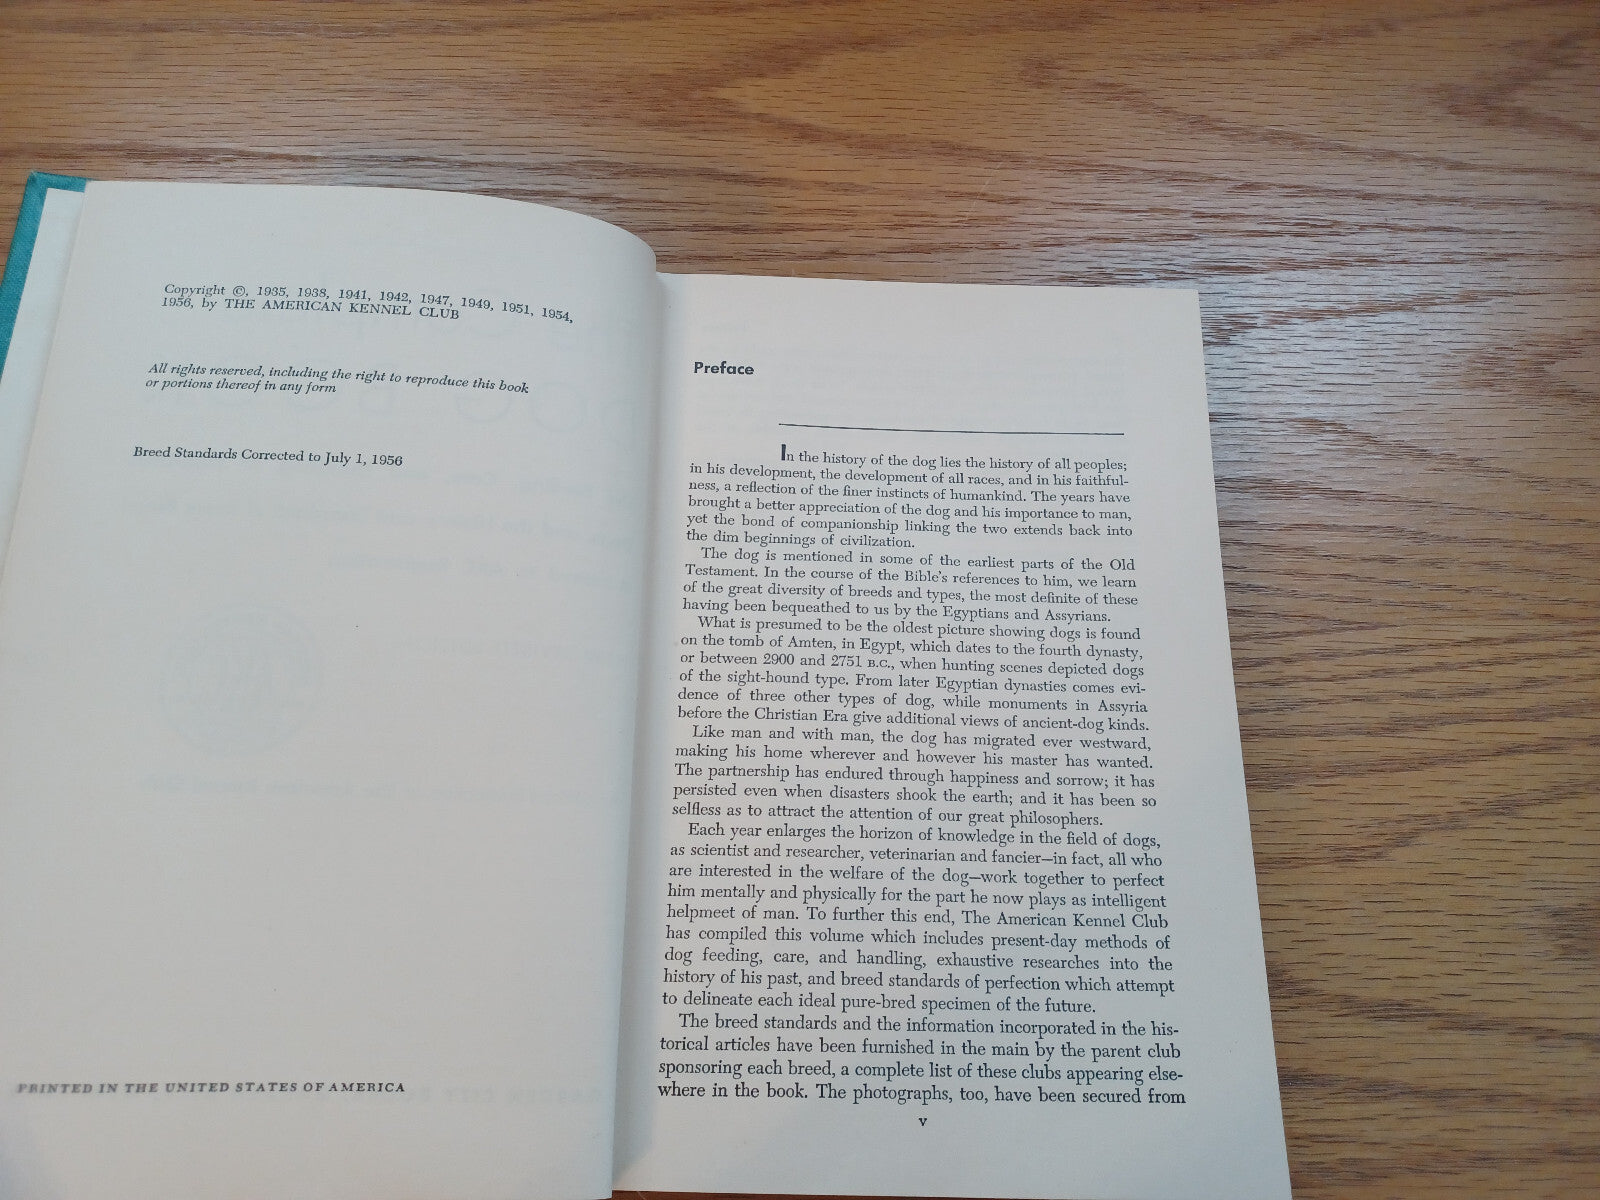 Copyright ©, 1935, 1938, 1941, 1942, 1947, 1949, 1951, 1954,
1956, by THE AMERICAN KENNEL CLUB
All rights reserved, including the right to reproduce this book
or portions thereof in any form
Breed Standards Corrected to July 1, 1956
PRINTED IN THE UNITED STATES OF AMERICA
Preface
In the history of the dog lies the history of all peoples;
in his development, the development of all races, and in his faithful-
ness, a reflection of the finer instincts of humankind. The years have
brought a better appreciation of the dog and his importance to man,
yet the bond of companionship linking the two extends back into
the dim beginnings of civilization.
The dog is mentioned in some of the earliest parts of the Old
Testament. In the course of the Bible's references to him, we learn
of the great diversity of breeds and types, the most definite of these
having been bequeathed to us by the Egyptians and Assyrians.
What is presumed to be the oldest picture showing dogs is found
on the tomb of Amten, in Egypt, which dates to the fourth dynasty,
or between 2900 and 2751 B.C., when hunting scenes depicted dogs
of the sight-hound type. From later Egyptian dynasties comes evi-
dence of three other types of dog, while monuments in Assyria
before the Christian Era give additional views of ancient-dog kinds.
Like man and with man, the dog has migrated ever westward,
making his home wherever and however his master has wanted.
The partnership has endured through happiness and sorrow; it has
persisted even when disasters shook the earth; and it has been so
selfless as to attract the attention of our great philosophers.
Each year enlarges the horizon of knowledge in the field of dogs,
as scientist and researcher, veterinarian and fancier—in fact, all who
are interested in the welfare of the dog—work together to perfect
him mentally and physically for the part he now plays as intelligent
helpmeet of man. To further this end, The American Kennel Club
has compiled this volume which includes present-day methods of
dog feeding, care, and handling, exhaustive researches into the
history of his past, and breed standards of perfection which attempt
to delineate each ideal pure-bred specimen of the future.
The breed standards and the information incorporated in the his-
torical articles have been furnished in the main by the parent club
sponsoring each breed, a complete list of these clubs appearing else-
where in the book. The photographs, too, have been secured from
v